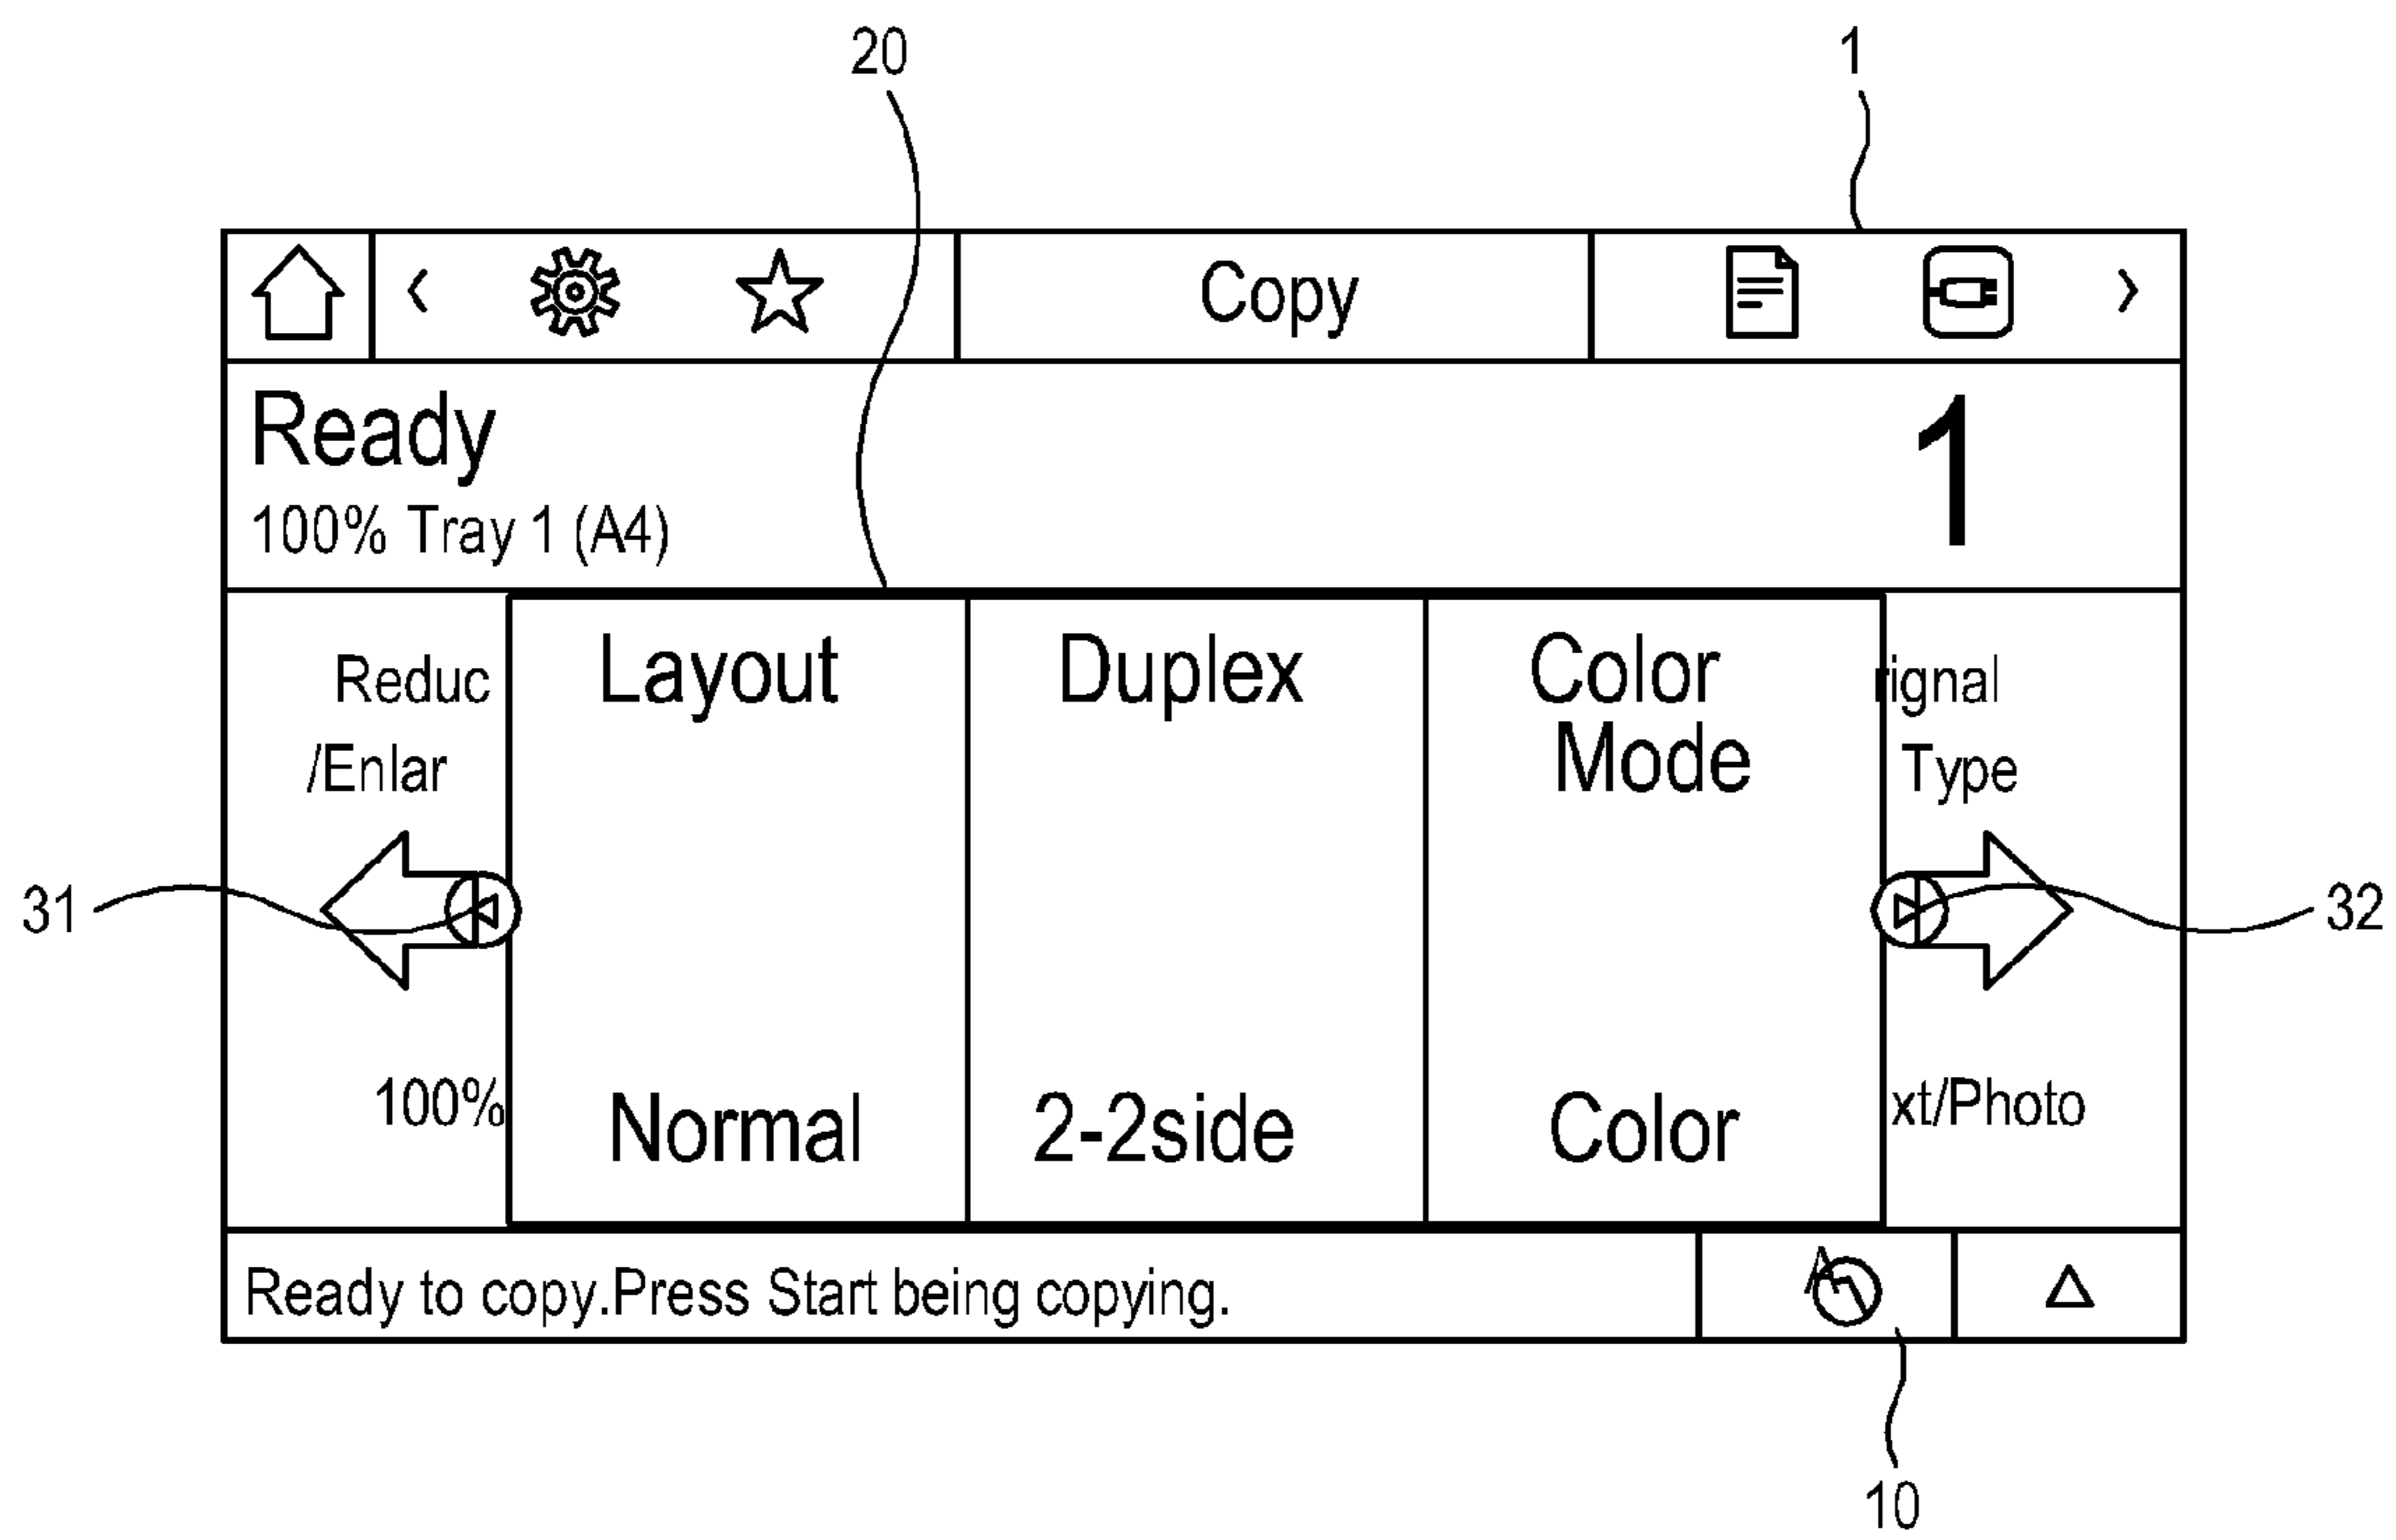 20
1
Copy
Ready
1
100% Tray 1 (A4)
Reduc
/Enlar
Layout
Duplex
Color
Mode
rignal
Type
31
32
100%
Normal
2-2side
Color
xt/Photo
Ready to copy.Press Start being copying.
A
10